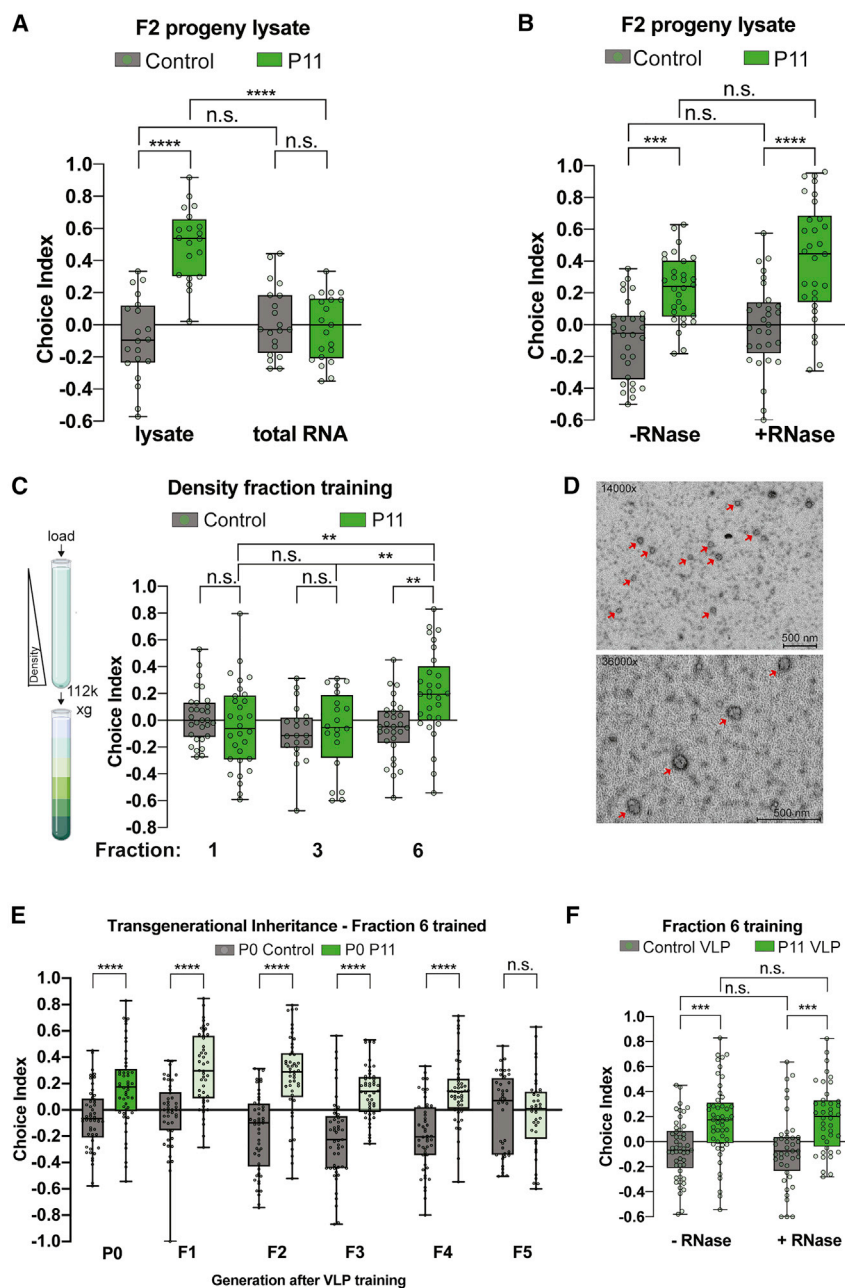 A
F2 progeny lysate
Control P11
****
n.s.
**** n.s.
Choice Index
1.0
0.8
0.6
0.4
0.2
0.0
-0.2
-0.4
-0.6
lysate total RNA
B
F2 progeny lysate
Control P11
n.s.
n.s.
*** ****
Choice Index
1.0
0.8
0.6
0.4
0.2
0.0
-0.2
-0.4
-0.6
-RNase +RNase
C
Density fraction training
Control P11
load
Density
112k
xg
**
n.s. **
n.s. n.s. **
Choice Index
1.0
0.8
0.6
0.4
0.2
0.0
-0.2
-0.4
-0.6
-0.8
Fraction: 1 3 6
D
14000x
500 nm
36000x
500 nm
E
Transgenerational Inheritance - Fraction 6 trained
P0 Control P0 P11
**** **** **** **** **** n.s.
Choice Index
1.0
0.8
0.6
0.4
0.2
0.0
-0.2
-0.4
-0.6
-0.8
-1.0
P0 F1 F2 F3 F4 F5
Generation after VLP training
F
Fraction 6 training
Control VLP P11 VLP
n.s.
n.s.
*** ***
Choice Index
1.0
0.8
0.6
0.4
0.2
0.0
-0.2
-0.4
-0.6
- RNase + RNase